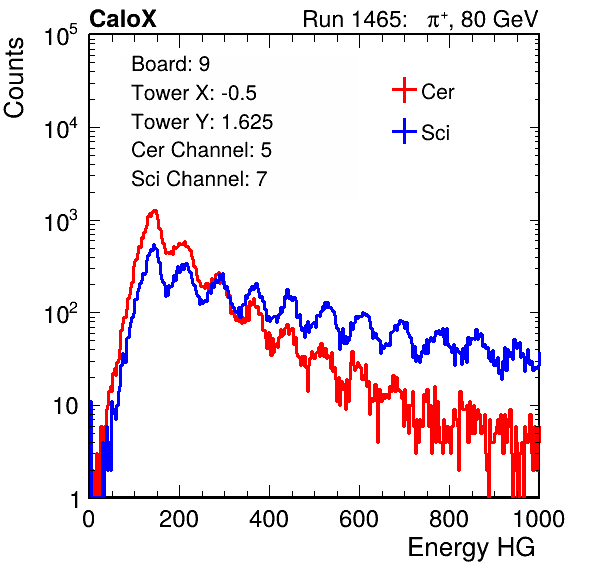 CaloX
Run 1465: π⁺, 80 GeV
Counts
10⁵
10⁴
10³
10²
10
1
Board: 9
Tower X: -0.5
Tower Y: 1.625
Cer Channel: 5
Sci Channel: 7
Cer
Sci
0 200 400 600 800 1000
Energy HG